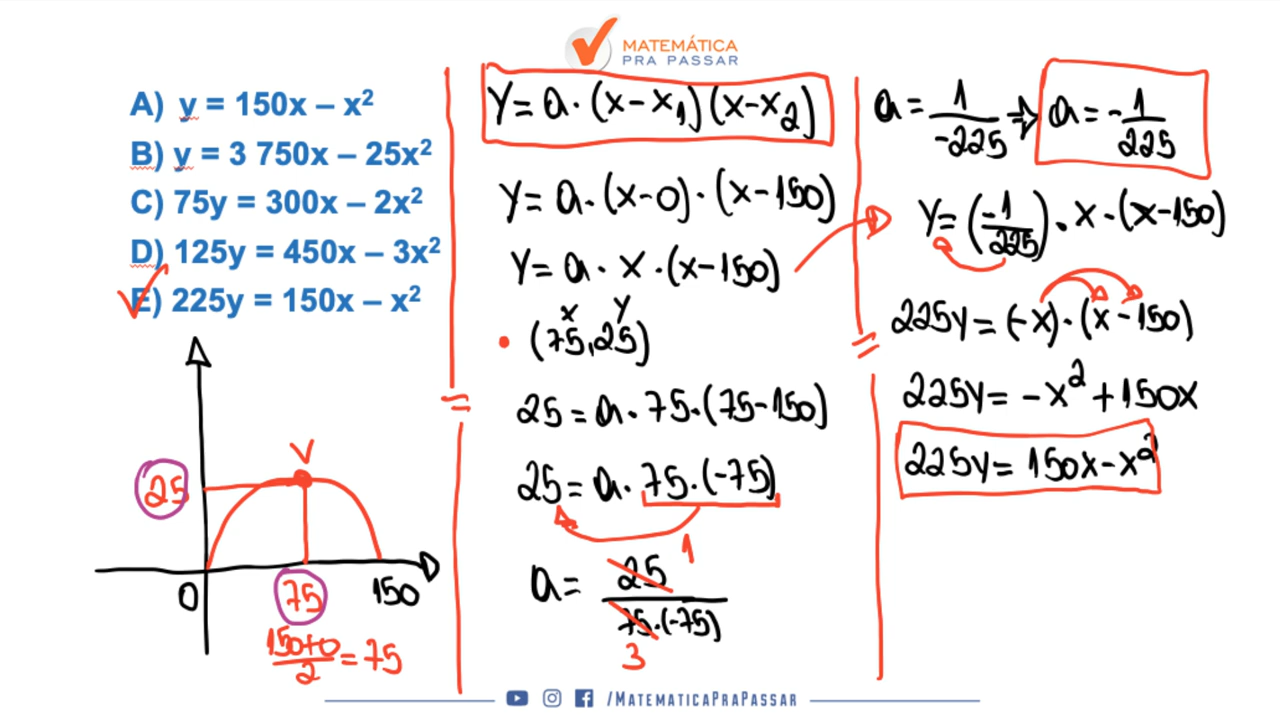 MATEMÁTICA
PRA PASSAR
A) y = 150x – x²
B) y = 3 750x – 25x²
C) 75y = 300x – 2x²
D) 125y = 450x – 3x²
E) 225y = 150x – x²
V
25
0
75
150
150+0/2 = 75
Y = a · (x-x₁)(x-x₂)
Y = a · (x-0) · (x-150)
Y = a · x · (x-150)
x y
• (75,25)
25 = a · 75 · (75-150)
25 = a · 75 · (-75)
1
a = 25/75·(-75)
3
a = 1/-225 ⇒ a = -1/225
Y = (-1/225) · x · (x-150)
225Y = (-x) · (x-150)
225Y = -x² + 150x
225Y = 150x - x²
/MATEMATICAPRAPASSAR